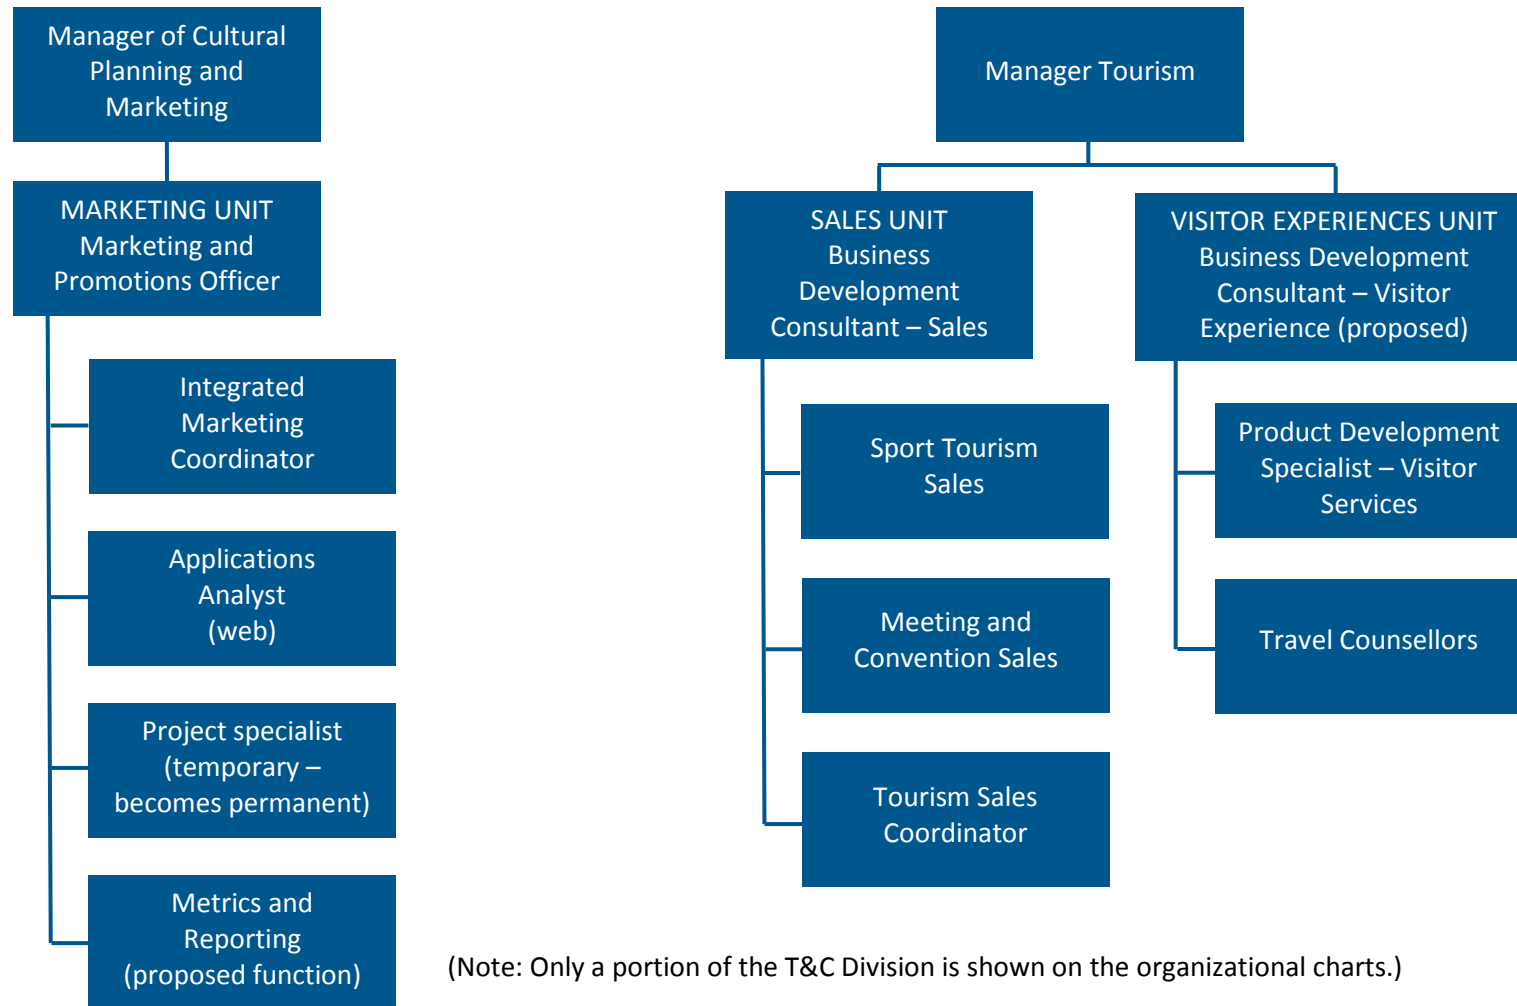 Manager of Cultural
Planning and
Marketing
MARKETING UNIT
Marketing and
Promotions Officer
Integrated
Marketing
Coordinator
Applications
Analyst
(web)
Project specialist
(temporary –
becomes permanent)
Metrics and
Reporting
(proposed function)
Manager Tourism
SALES UNIT
Business
Development
Consultant – Sales
Sport Tourism
Sales
Meeting and
Convention Sales
Tourism Sales
Coordinator
VISITOR EXPERIENCES UNIT
Business Development
Consultant – Visitor
Experience (proposed)
Product Development
Specialist – Visitor
Services
Travel Counsellors
(Note: Only a portion of the T&C Division is shown on the organizational charts.)